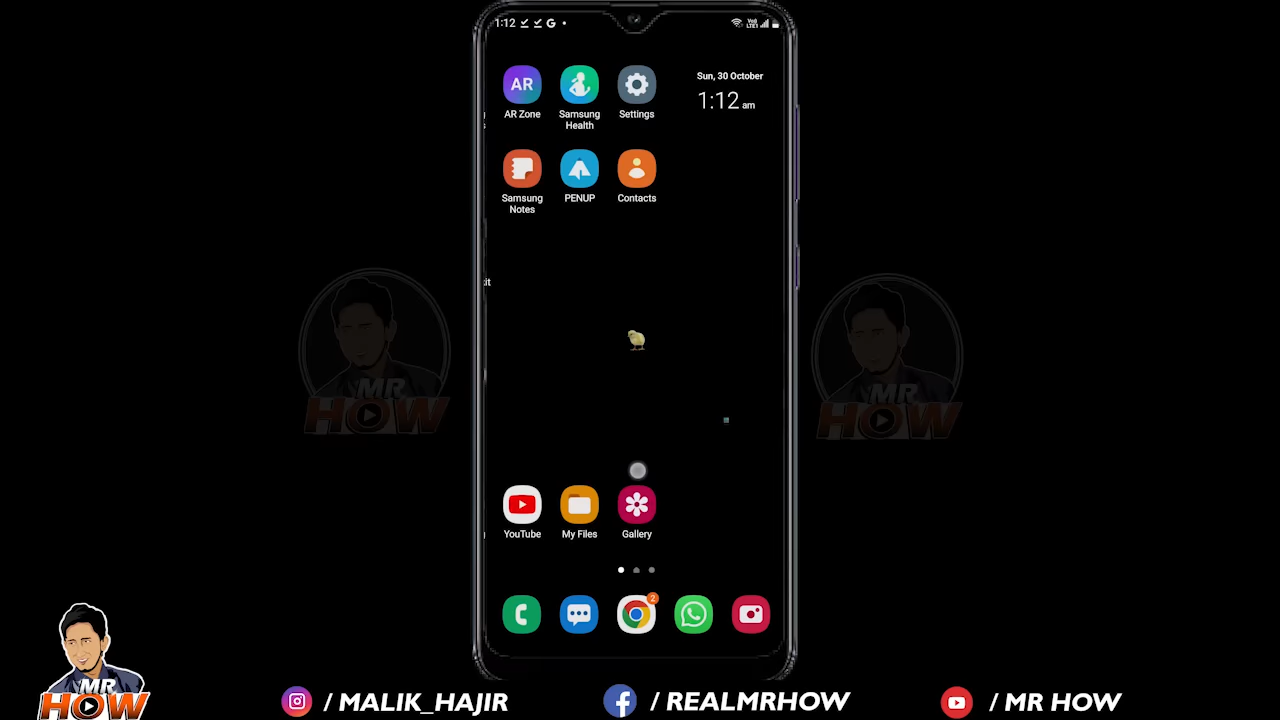 1:12
Sun, 30 October
1:12 am
AR
AR Zone
Samsung
Health
Settings
Samsung
Notes
PENUP
Contacts
MR
HOW
MR
HOW
YouTube
My Files
Gallery
2
MR
HOW
/ MALIK_HAJIR
/ REALMRHOW
/ MR HOW